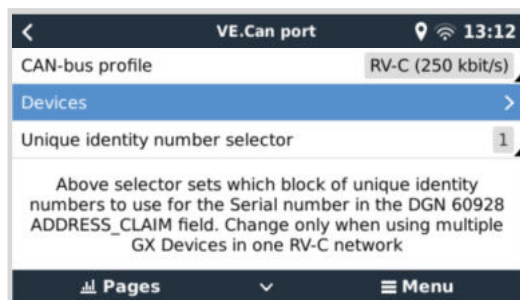 VE.Can port 13:12
CAN-bus profile RV-C (250 kbit/s)
Devices
Unique identity number selector 1
Above selector sets which block of unique identity
numbers to use for the Serial number in the DGN 60928
ADDRESS_CLAIM field. Change only when using multiple
GX Devices in one RV-C network
Pages Menu